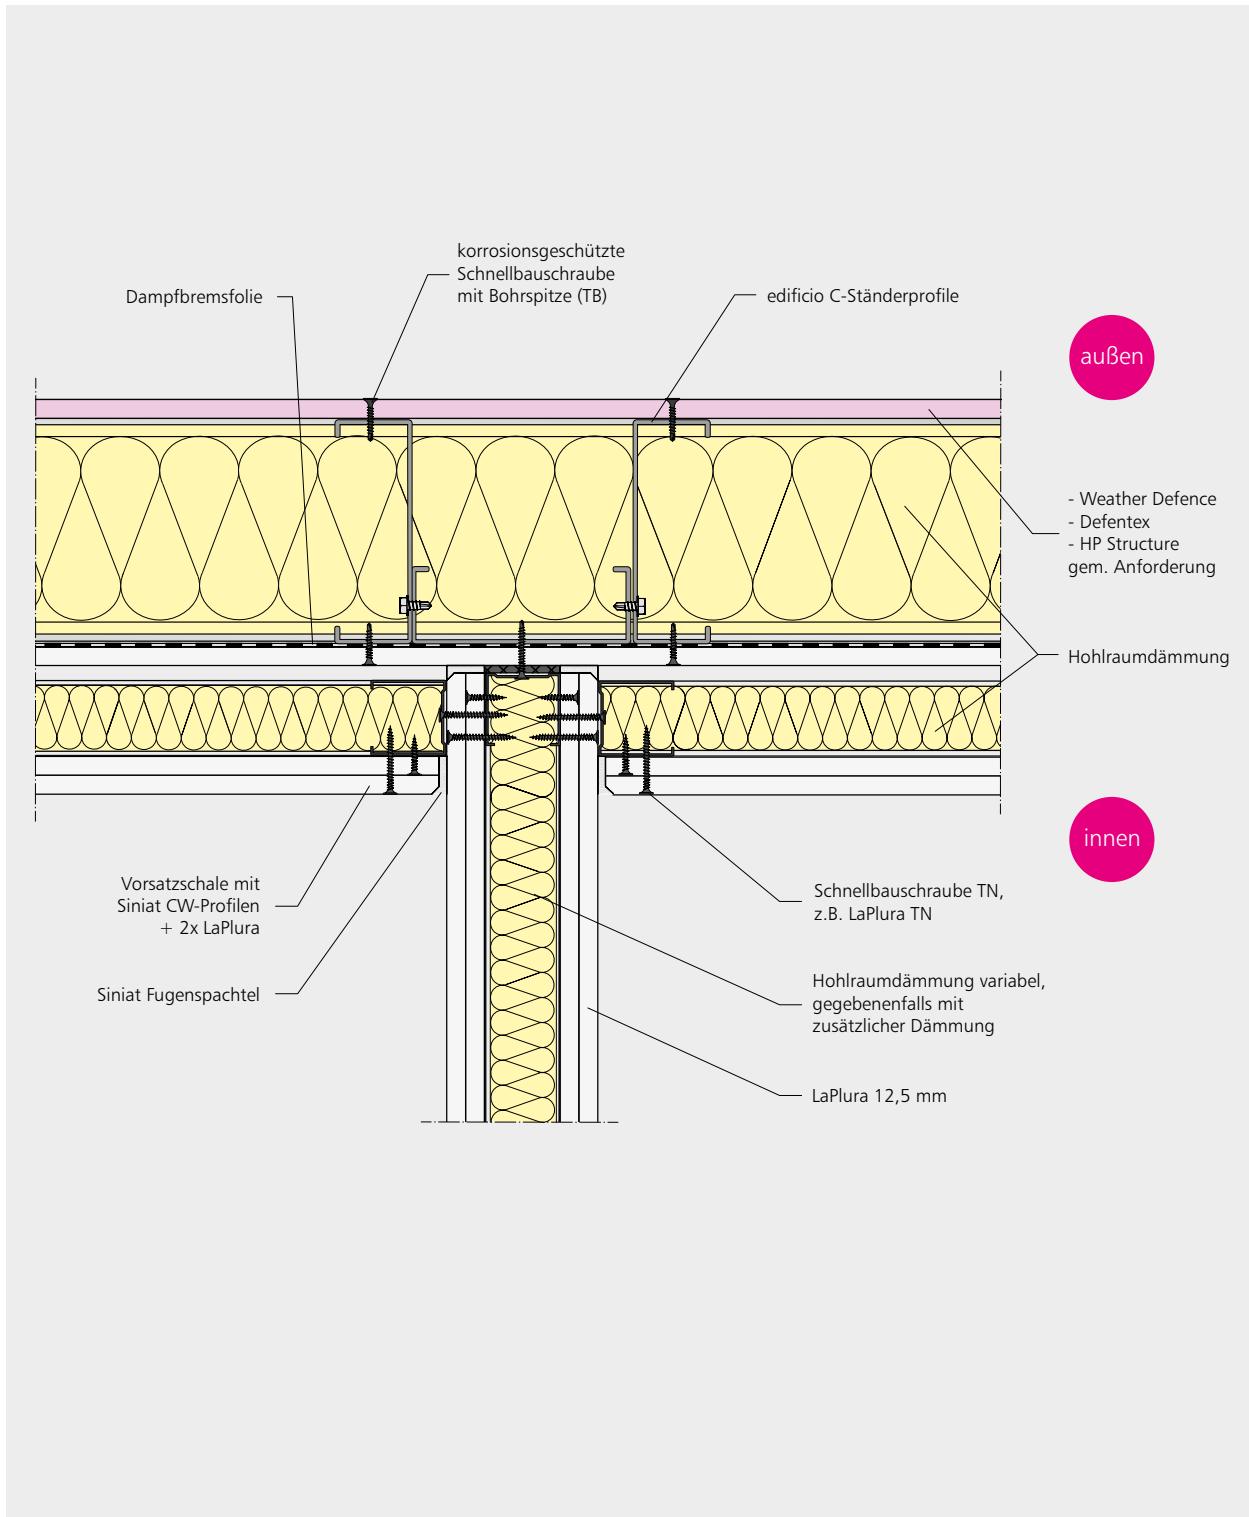 korrosionsgeschützte
Schnellbauschraube
mit Bohrspitze (TB)
Dampfbremsfolie
edificio C-Ständerprofile
außen
- Weather Defence
- Defentex
- HP Structure
gem. Anforderung
Hohlraumdämmung
innen
Vorsatzschale mit
Siniat CW-Profilen
+ 2x LaPlura
Schnellbauschraube TN,
z.B. LaPlura TN
Siniat Fugenspachtel
Hohlraumdämmung variabel,
gegebenenfalls mit
zusätzlicher Dämmung
LaPlura 12,5 mm